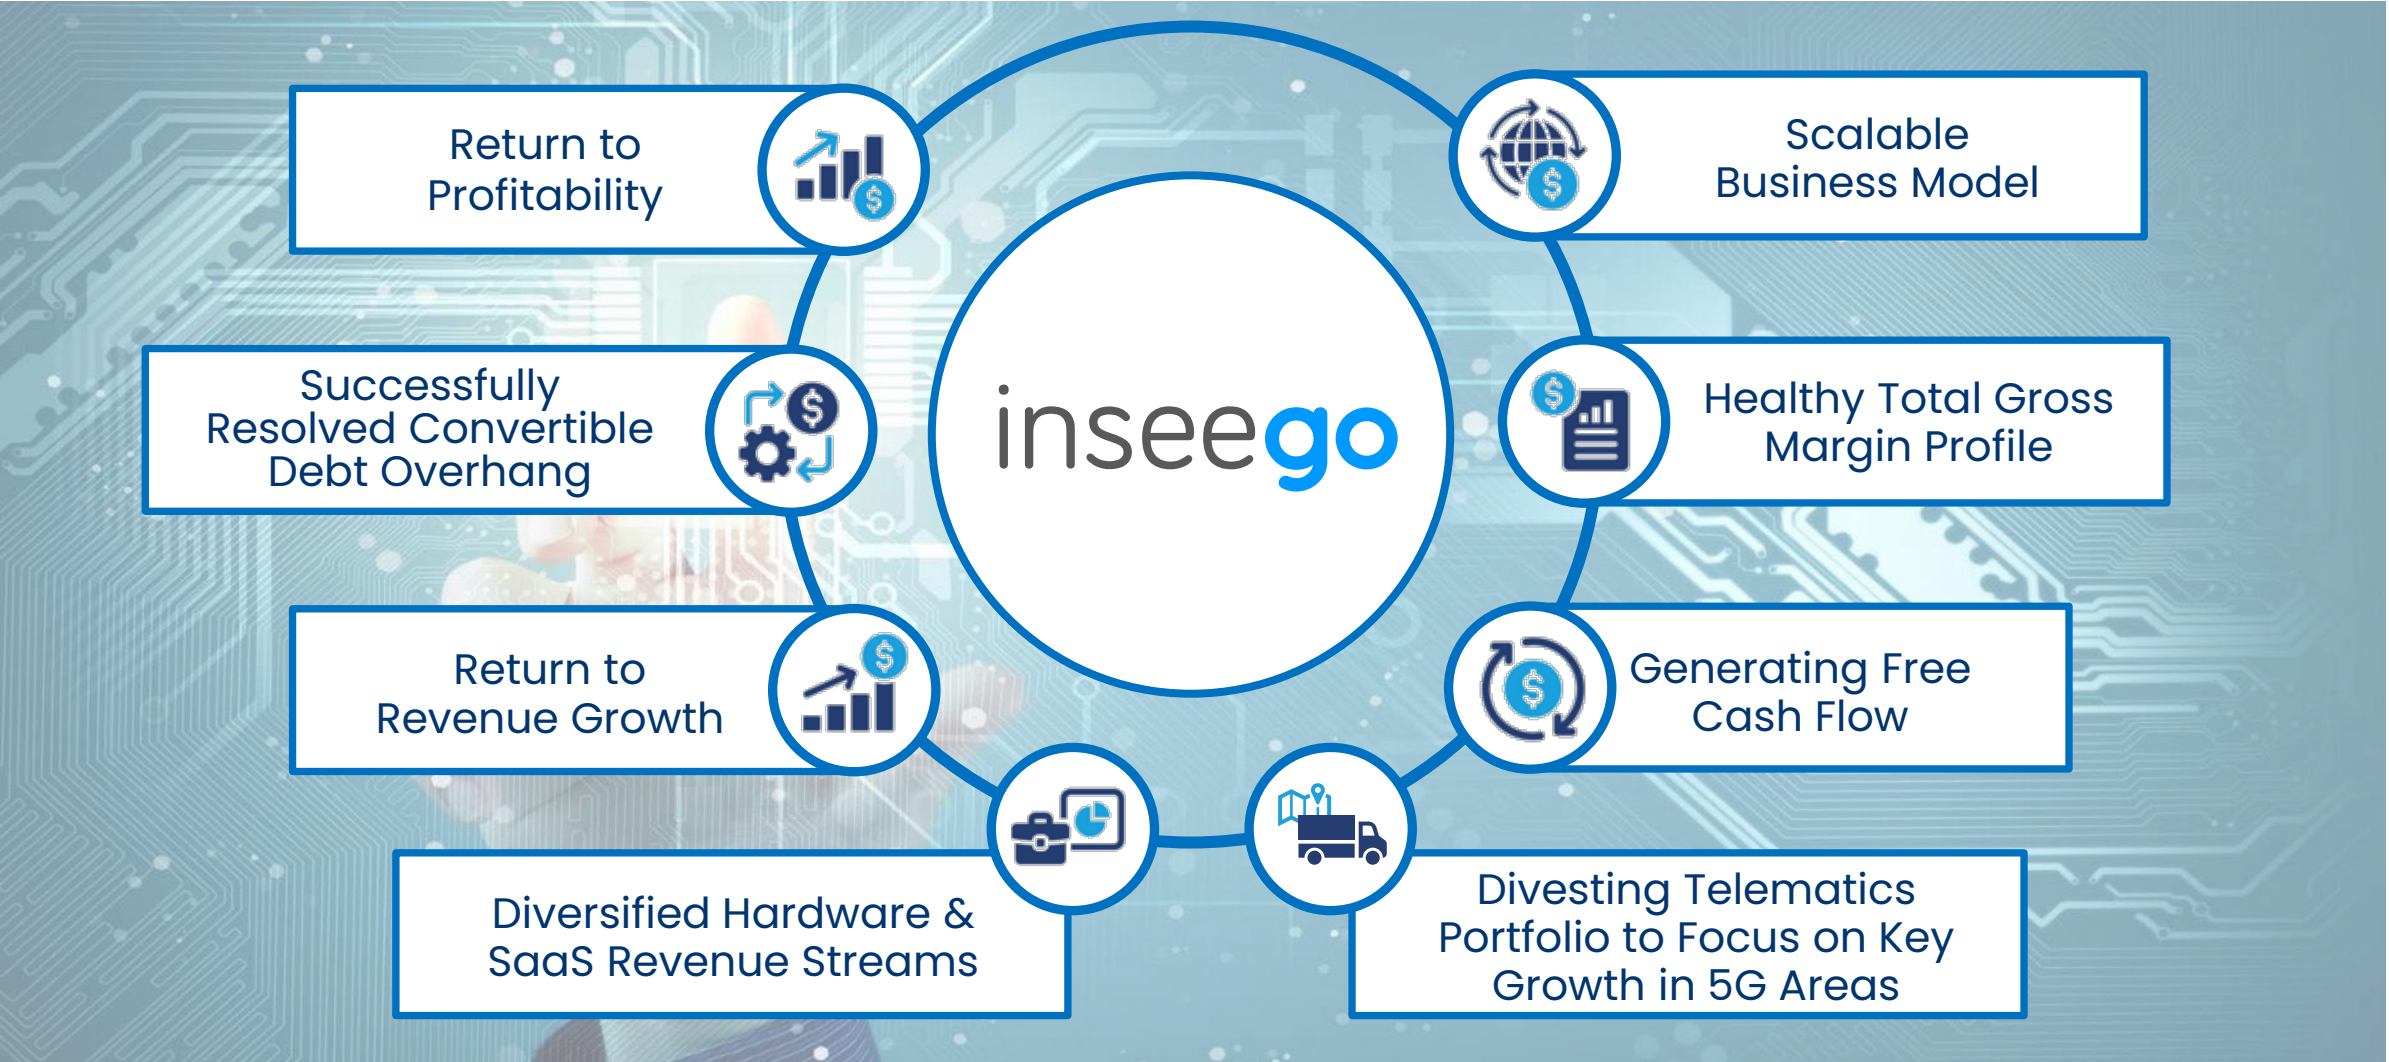 Return to
Profitability
Scalable
Business Model
Successfully
Resolved Convertible
Debt Overhang
inseego
Healthy Total Gross
Margin Profile
Return to
Revenue Growth
Generating Free
Cash Flow
Diversified Hardware &
SaaS Revenue Streams
Divesting Telematics
Portfolio to Focus on Key
Growth in 5G Areas